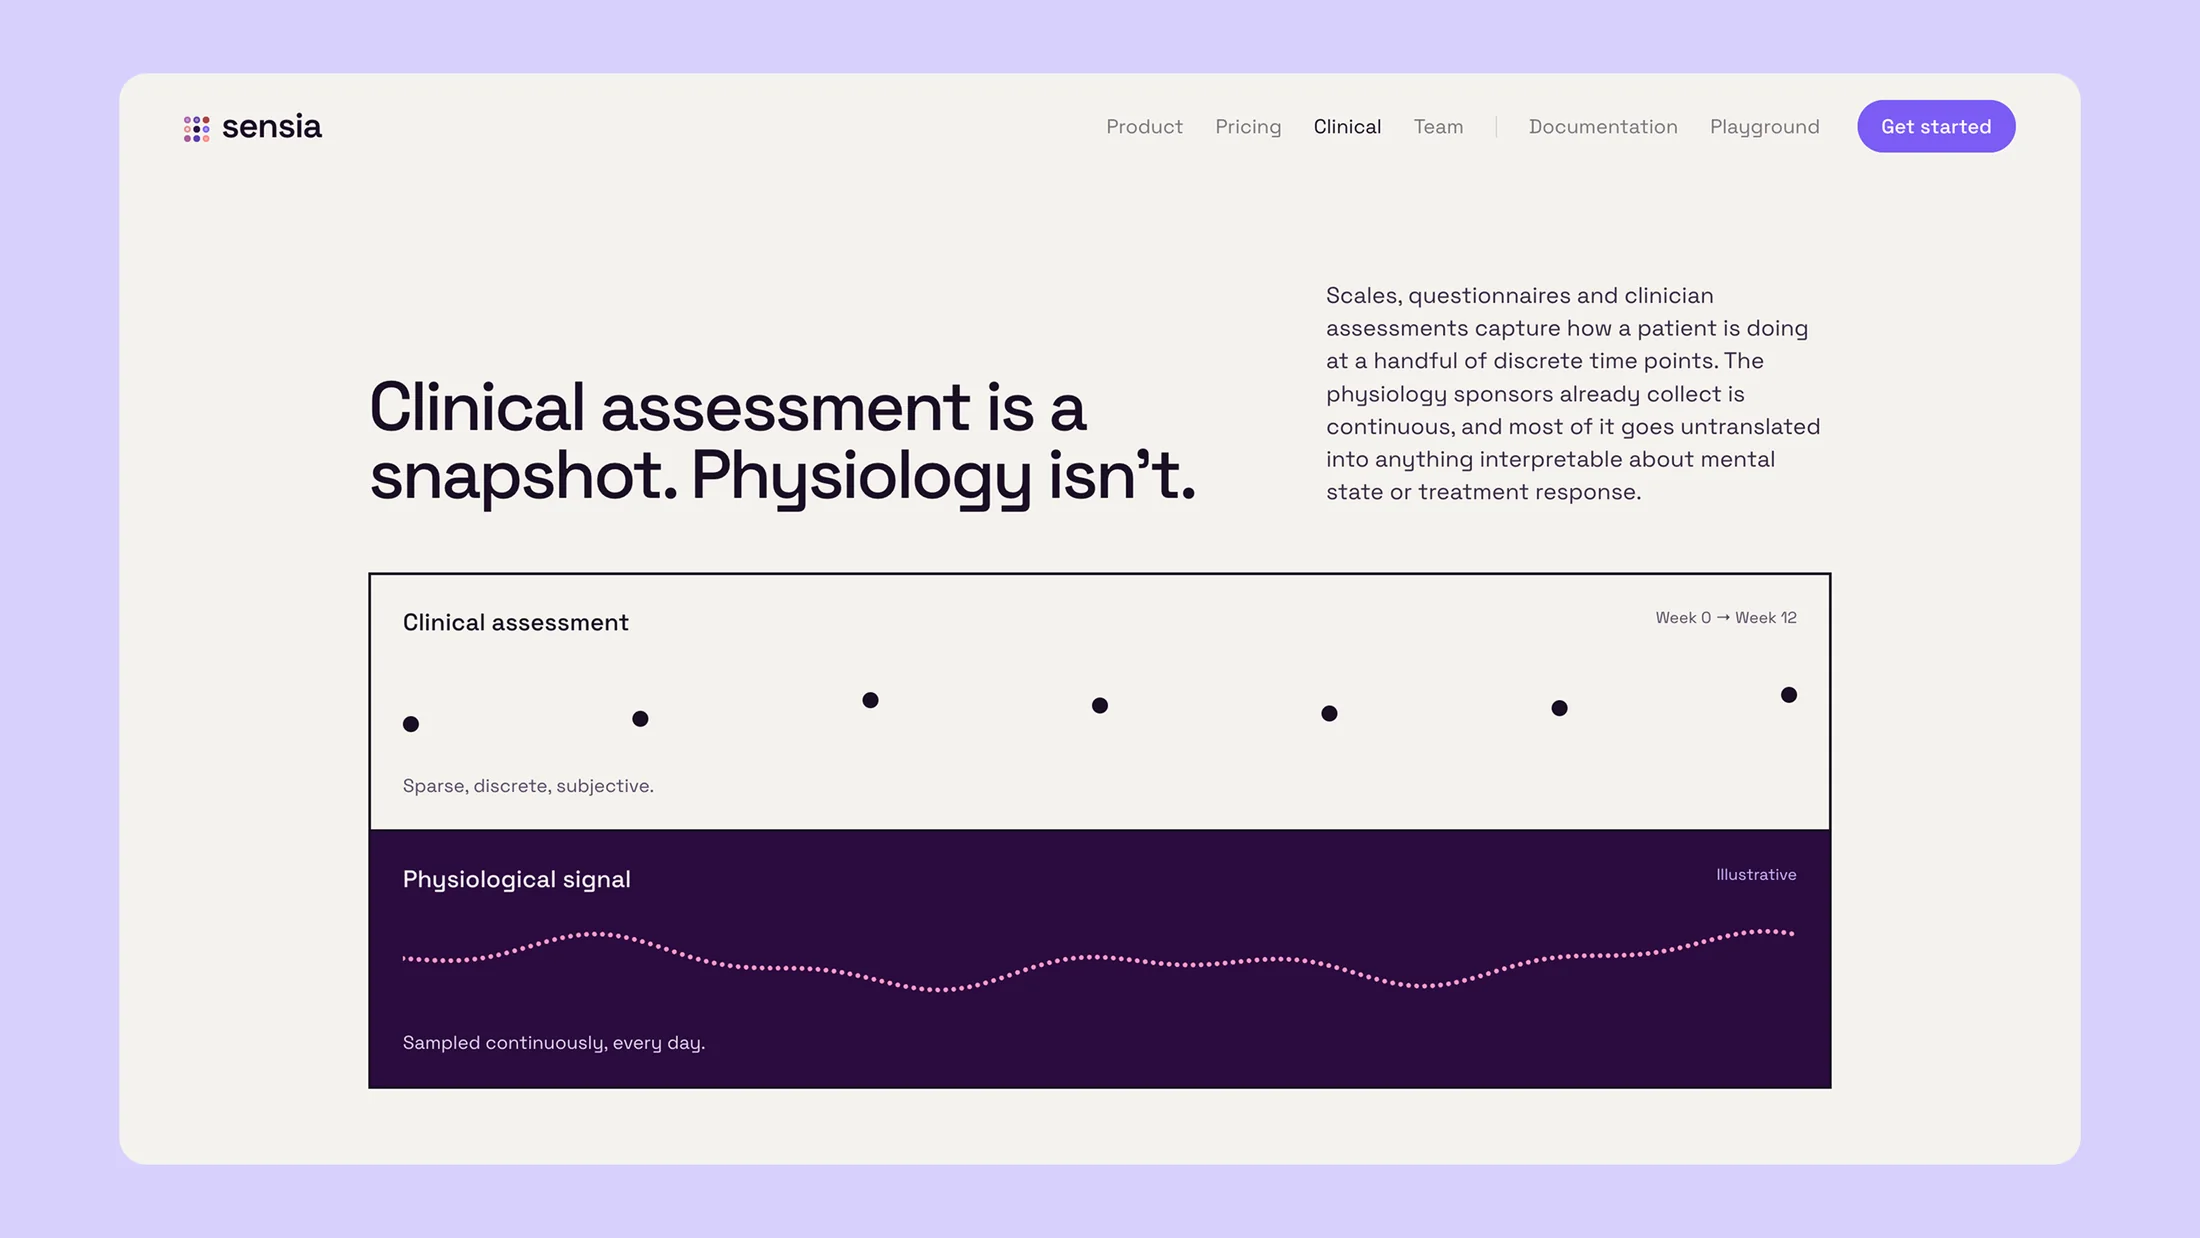 sensia
Product
Pricing
Clinical
Team
Documentation
Playground
Get started
Clinical assessment is a
snapshot. Physiology isn’t.
Scales, questionnaires and clinician
assessments capture how a patient is doing
at a handful of discrete time points. The
physiology sponsors already collect is
continuous, and most of it goes untranslated
into anything interpretable about mental
state or treatment response.
Clinical assessment
Week 0 → Week 12
Sparse, discrete, subjective.
Physiological signal
Illustrative
Sampled continuously, every day.